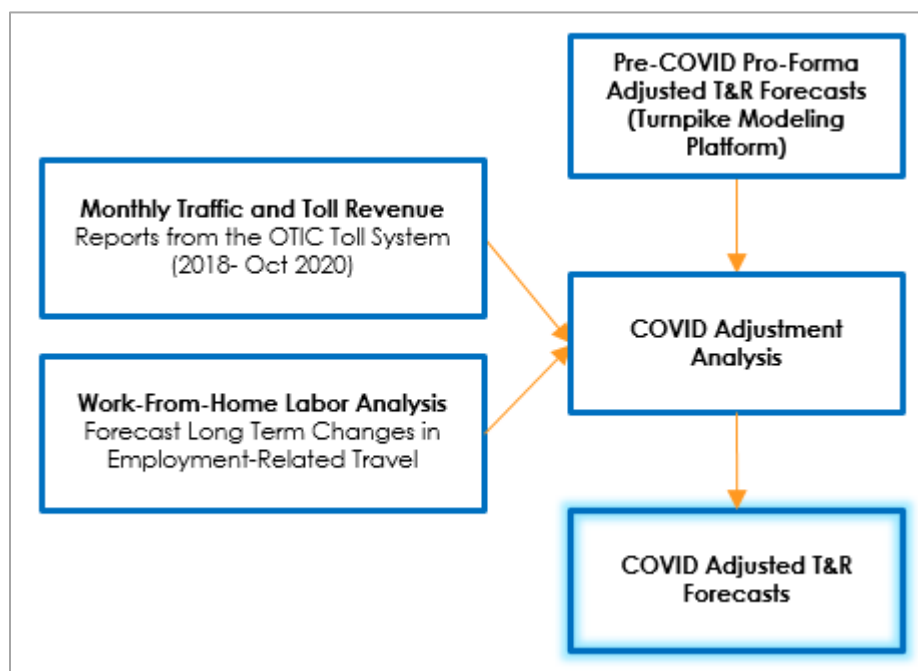 Pre-COVID Pro-Forma
Adjusted T&R Forecasts
(Turnpike Modeling
Platform)
Monthly Traffic and Toll Revenue
Reports from the OTIC Toll System
(2018- Oct 2020)
COVID Adjustment
Analysis
Work-From-Home Labor Analysis
Forecast Long Term Changes in
Employment-Related Travel
COVID Adjusted T&R
Forecasts